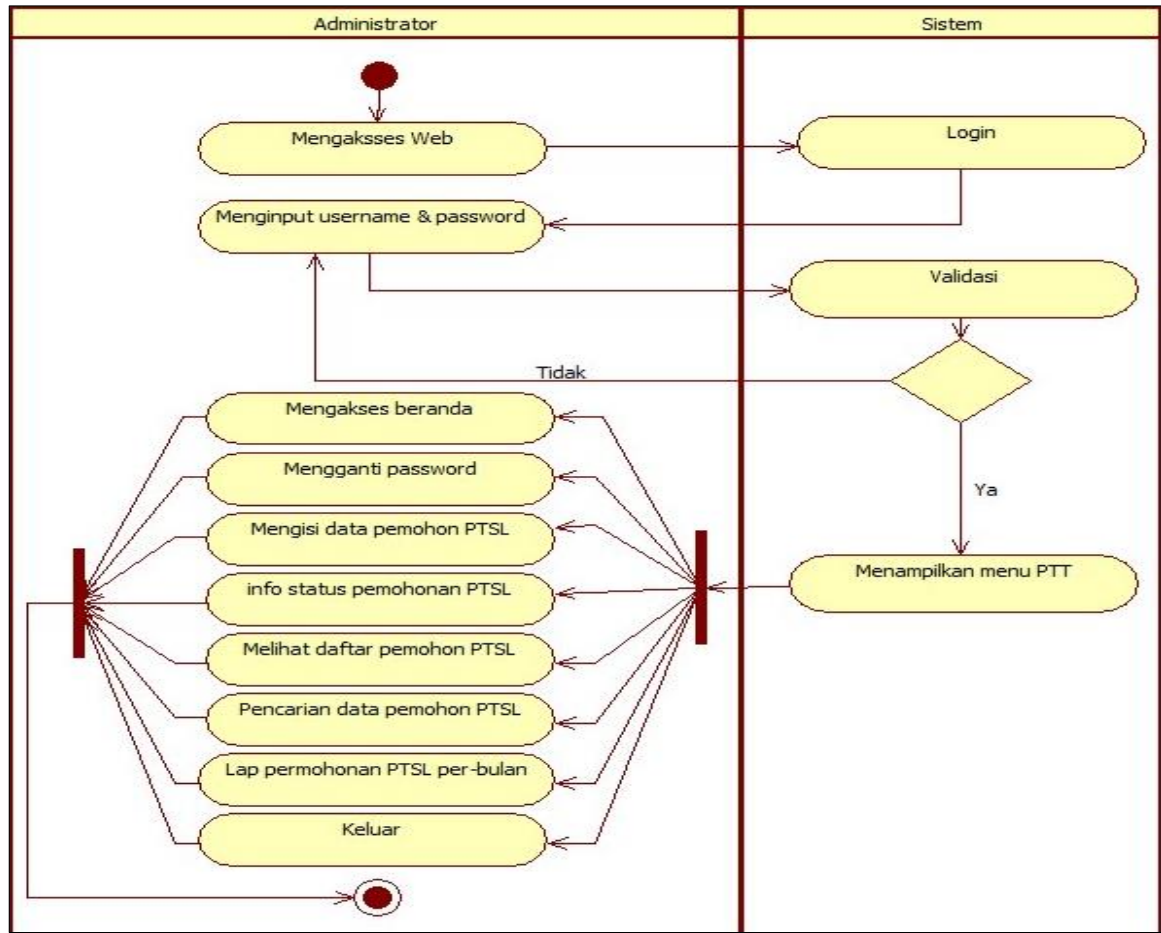 Administrator
Sistem
Mengaksses Web
Login
Menginput username & password
Validasi
Tidak
Mengakses beranda
Mengganti password
Ya
Mengisi data pemohon PTSL
Menampilkan menu PTT
info status pemohonan PTSL
Melihat daftar pemohon PTSL
Pencarian data pemohon PTSL
Lap permohonan PTSL per-bulan
Keluar